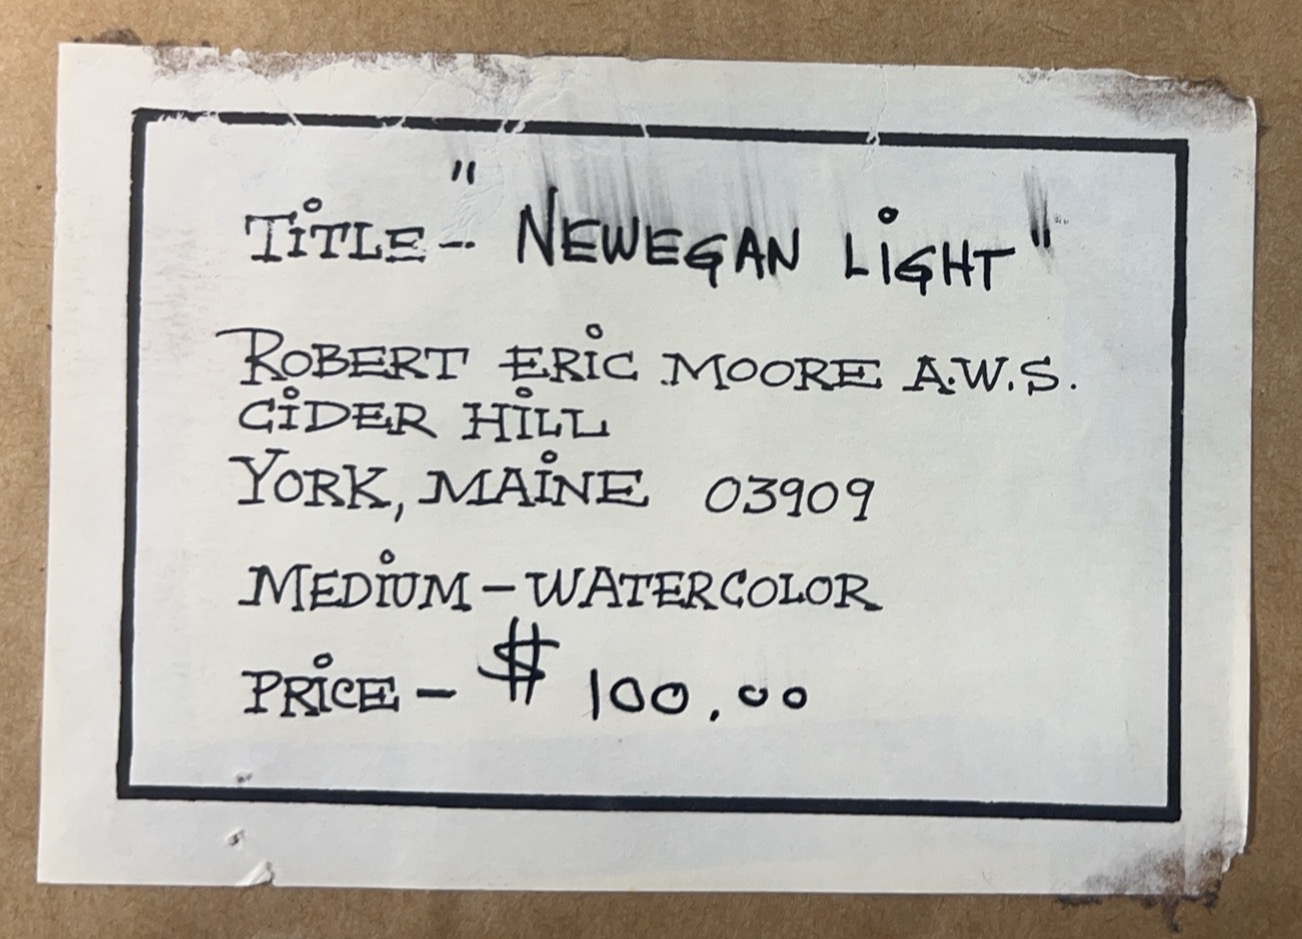 TITLE - "NEWEGAN LIGHT"
ROBERT ERIC MOORE A.W.S.
CIDER HILL
YORK, MAINE 03909
MEDIUM - WATERCOLOR
PRICE - $ 100.00